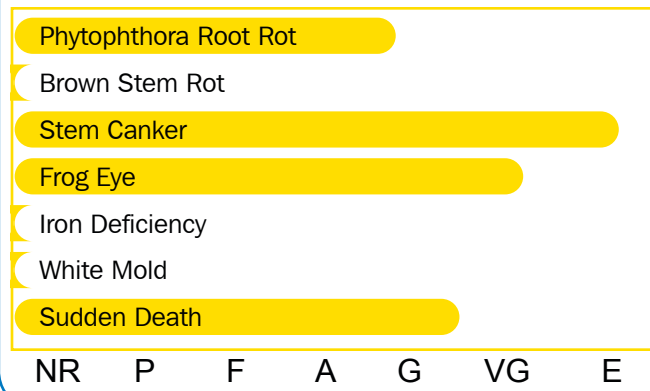 Phytophthora Root Rot
Brown Stem Rot
Stem Canker
Frog Eye
Iron Deficiency
White Mold
Sudden Death
NR P F A G VG E